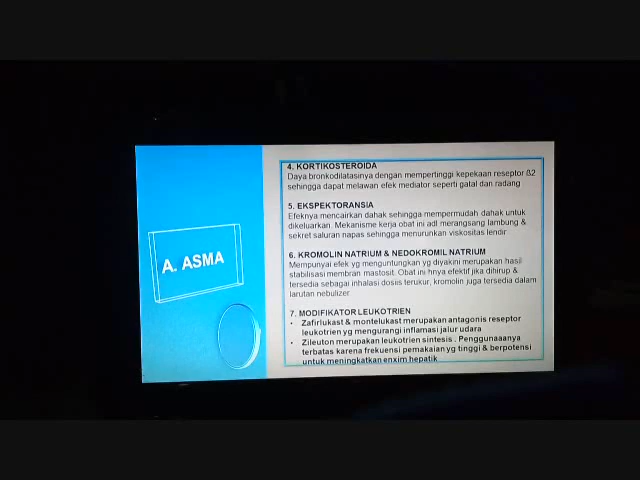 A. ASMA
4. KORTIKOSTEROIDA
Daya bronkodilatasinya dengan mempertinggi kepekaan reseptor ß2
sehingga dapat melawan efek mediator seperti gatal dan radang
5. EKSPEKTORANSIA
Efeknya mencairkan dahak sehingga mempermudah dahak untuk
dikeluarkan. Mekanisme kerja obat ini adl merangsang lambung &
sekret saluran napas sehingga menurunkan viskositas lendir
6. KROMOLIN NATRIUM & NEDOKROMIL NATRIUM
Mempunyai efek yg menguntungkan yg diyakini merupakan hasil
stabilisasi membran mastosit. Obat ini hnya efektif jika dihirup &
tersedia sebagai inhalasi dosis terukur, kromolin juga tersedia dalam
larutan nebulizer.
7. MODIFIKATOR LEUKOTRIEN
• Zafirlukast & montelukast merupakan antagonis reseptor
leukotrien yg mengurangi inflamasi jalur udara
• Zileuton merupakan leukotrien sintesis . Penggunaaanya
terbatas karena frekuensi pemakaian yg tinggi & berpotensi
untuk meningkatkan enxim hepatik